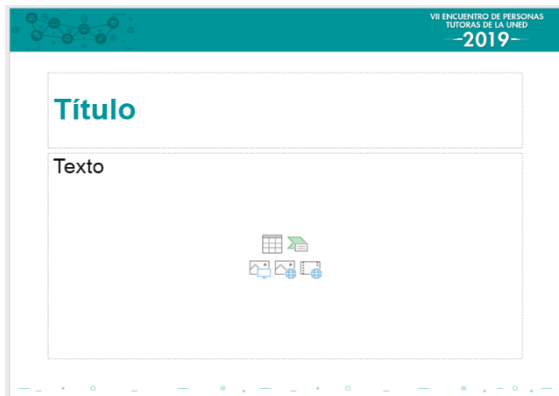 VII ENCUENTRO DE PERSONAS
TUTORAS DE LA UNED
2019
Título
Texto